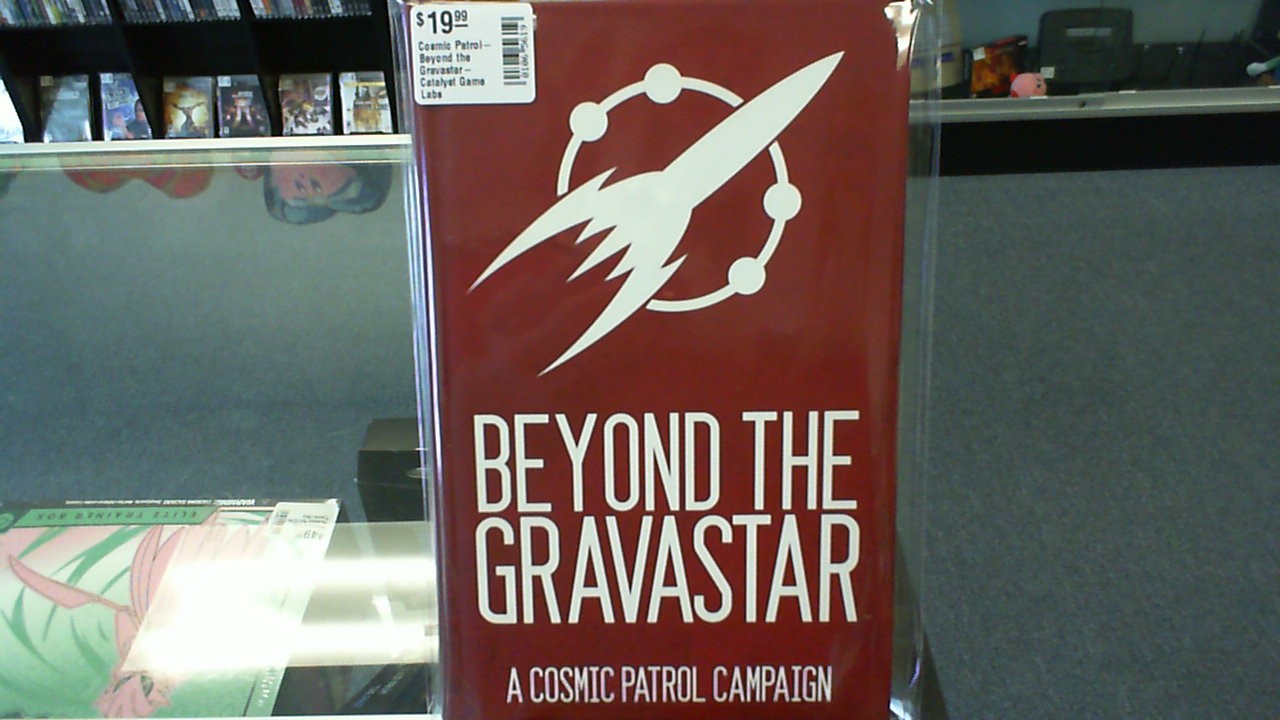 $19.99
Cosmic Patrol—
Beyond the
Gravastar—
Catalyst Game
Labs
BEYOND THE
GRAVASTAR
A COSMIC PATROL CAMPAIGN
ELITE TRAINER BOX